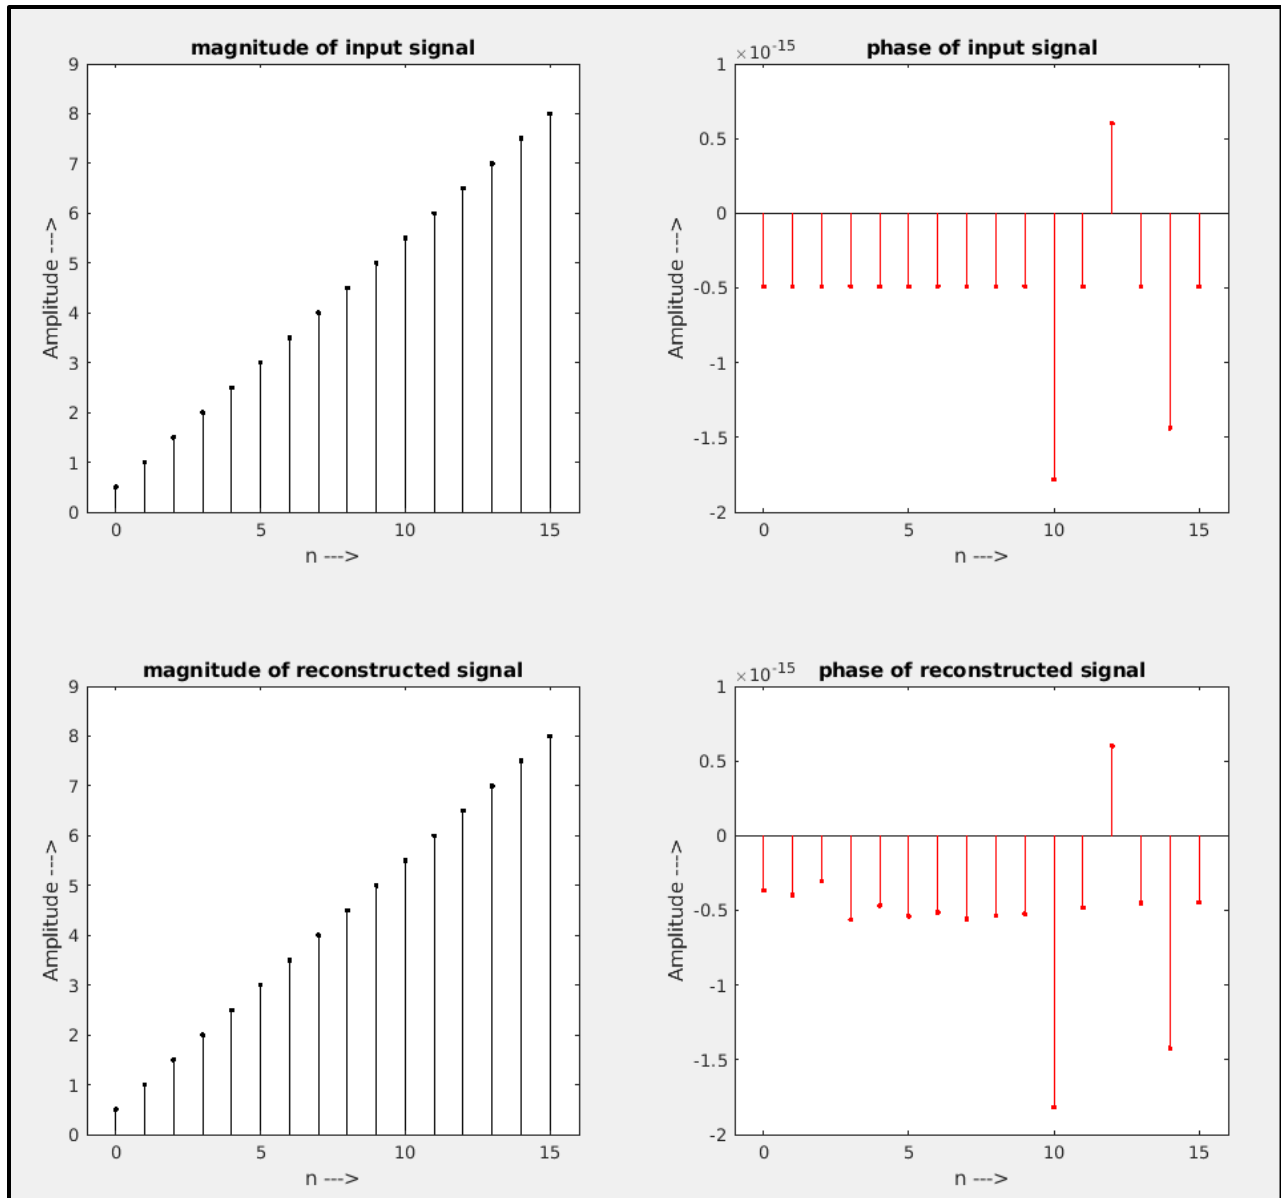 magnitude of input signal
9
8
7
6
5
4
3
2
1
0
Amplitude --->
0 5 10 15
n --->
phase of input signal
×10-15
1
0.5
0
-0.5
-1
-1.5
-2
Amplitude --->
0 5 10 15
n --->
magnitude of reconstructed signal
9
8
7
6
5
4
3
2
1
0
Amplitude --->
0 5 10 15
n --->
phase of reconstructed signal
×10-15
1
0.5
0
-0.5
-1
-1.5
-2
Amplitude --->
0 5 10 15
n --->